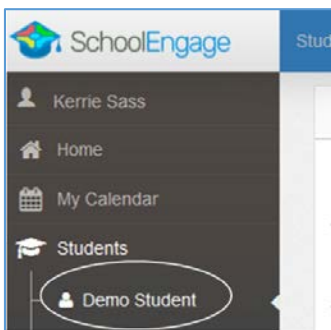 SchoolEngage
Stud
Kerrie Sass
Home
My Calendar
Students
Demo Student